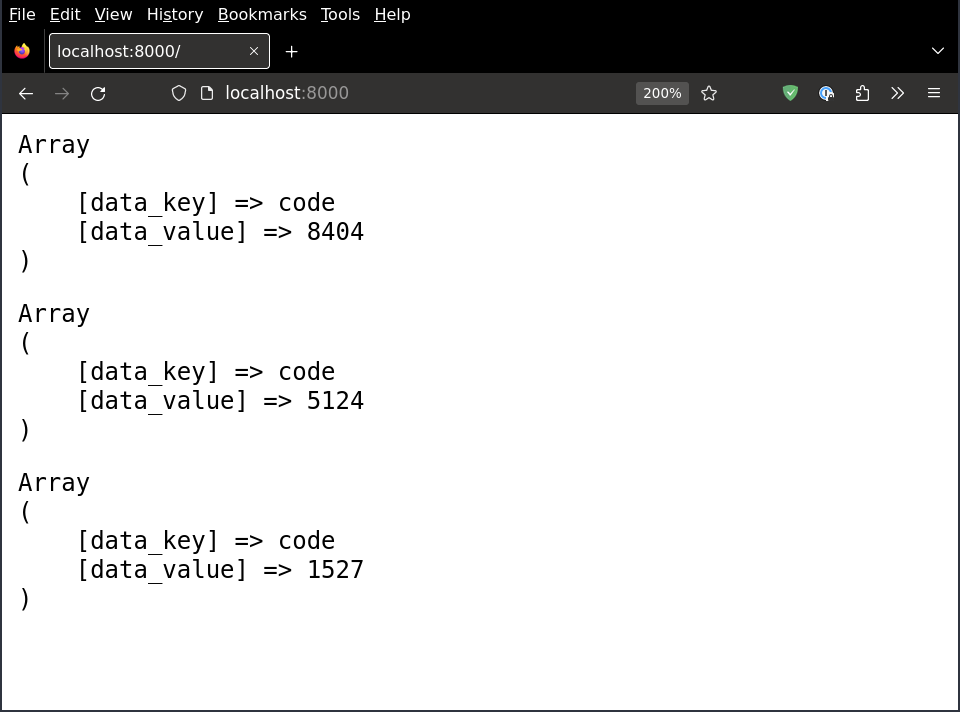 File Edit View History Bookmarks Tools Help
localhost:8000/
localhost:8000 200%
Array
(
    [data_key] => code
    [data_value] => 8404
)
Array
(
    [data_key] => code
    [data_value] => 5124
)
Array
(
    [data_key] => code
    [data_value] => 1527
)